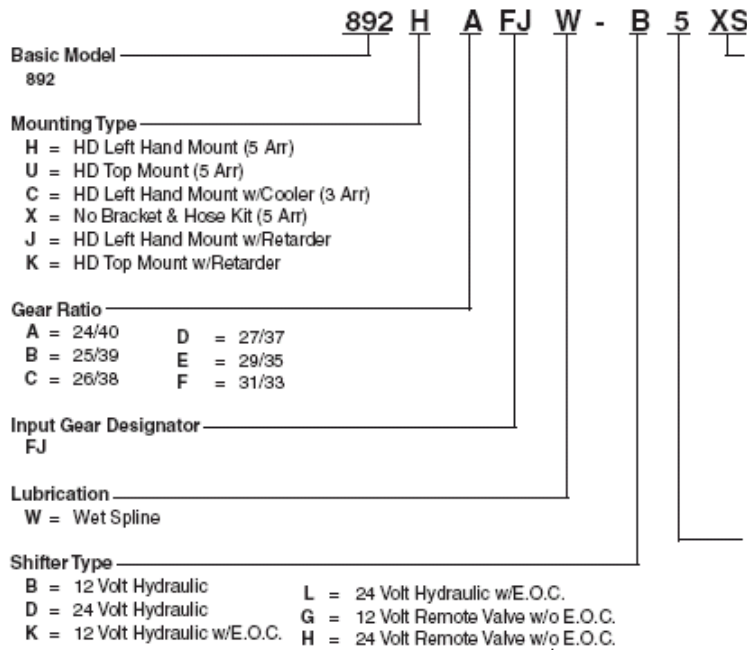 892 H A FJ W - B 5 XS
Basic Model
892
Mounting Type
H = HD Left Hand Mount (5 Arr)
U = HD Top Mount (5 Arr)
C = HD Left Hand Mount w/Cooler (3 Arr)
X = No Bracket & Hose Kit (5 Arr)
J = HD Left Hand Mount w/Retarder
K = HD Top Mount w/Retarder
Gear Ratio
A = 24/40 D = 27/37
B = 25/39 E = 29/35
C = 26/38 F = 31/33
Input Gear Designator
FJ
Lubrication
W = Wet Spline
Shifter Type
B = 12 Volt Hydraulic L = 24 Volt Hydraulic w/E.O.C.
D = 24 Volt Hydraulic G = 12 Volt Remote Valve w/o E.O.C.
K = 12 Volt Hydraulic w/E.O.C. H = 24 Volt Remote Valve w/o E.O.C.